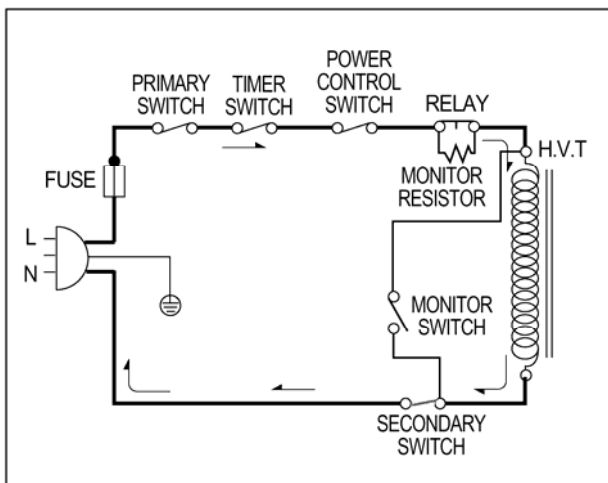 PRIMARY
SWITCH
TIMER
SWITCH
POWER
CONTROL
SWITCH
RELAY
H.V.T
FUSE
MONITOR
RESISTOR
L
N
MONITOR
SWITCH
SECONDARY
SWITCH